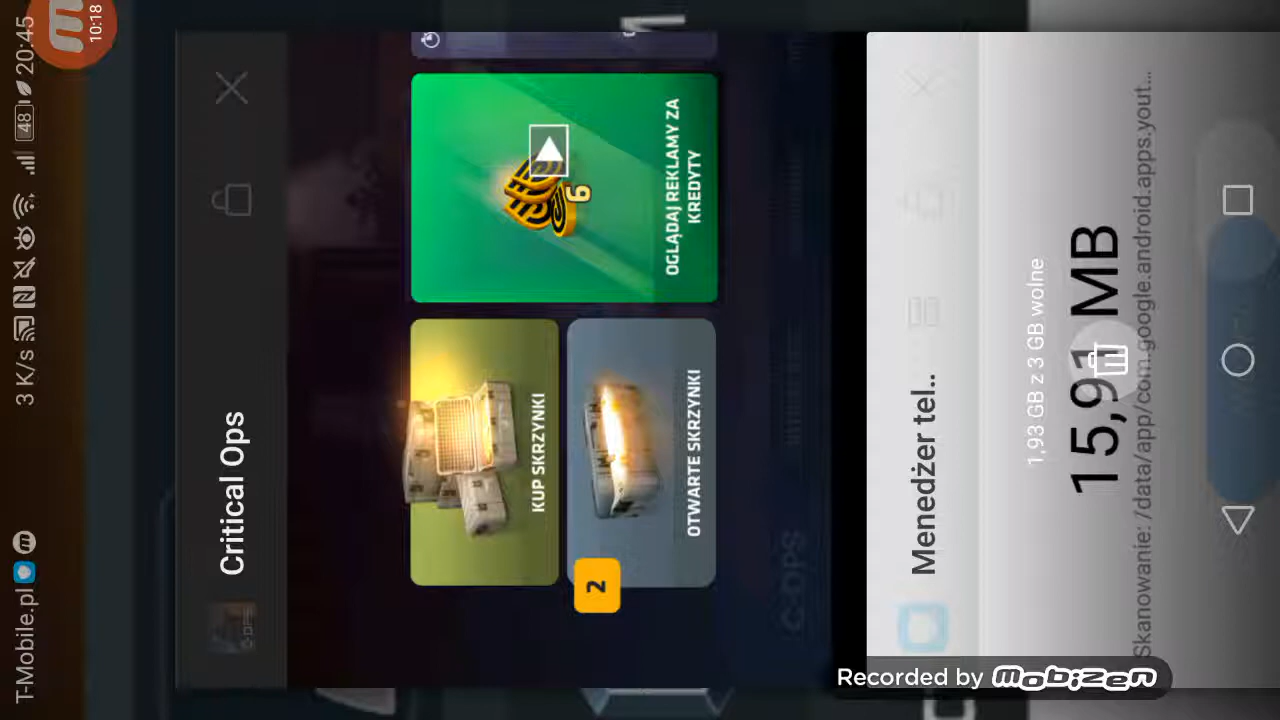 T-Mobile.pl
3 K/s
48
20:45
10:18
Critical Ops
KUP SKRZYNKI
2
OTWARTE SKRZYNKI
6
OGLĄDAJ REKLAMY ZA
KREDYTY
C-OPS
Menedżer tel..
1,93 GB z 3 GB wolne
15,91 MB
Skanowanie: /data/app/com.google.android.apps.yout...
Recorded by mobizen